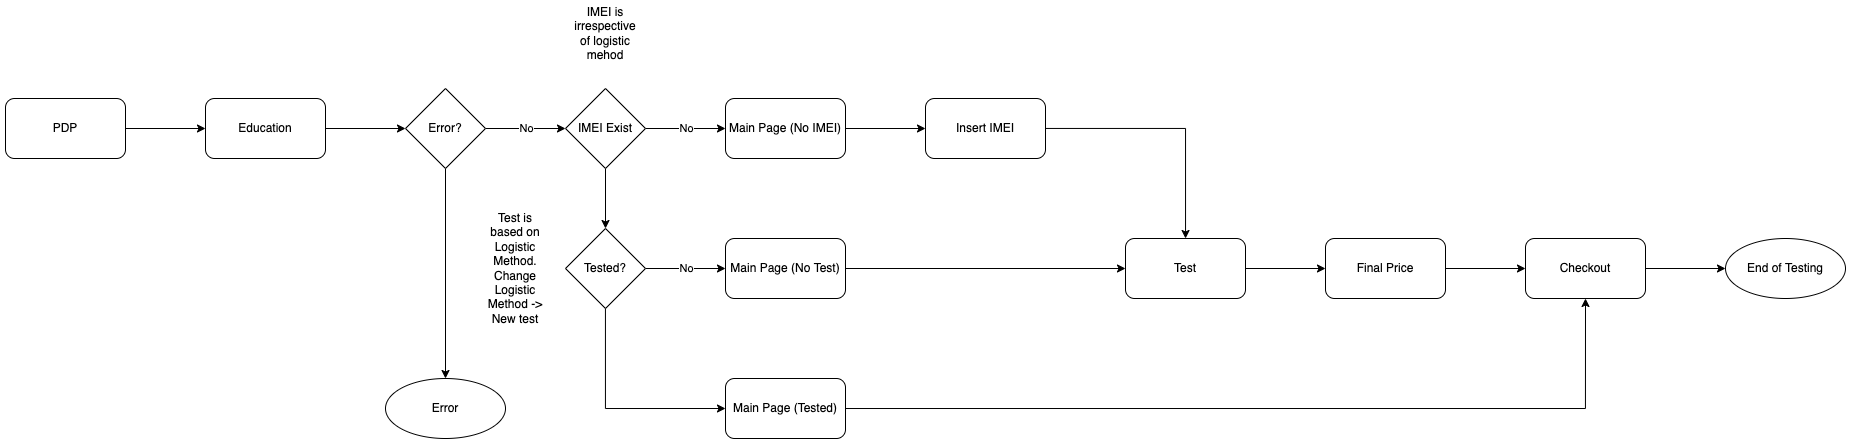 IMEI is
irrespective
of logistic
mehod
PDP
Education
Error?
No
IMEI Exist
No
Main Page (No IMEI)
Insert IMEI
Test is
based on
Logistic
Method.
Change
Logistic
Method ->
New test
Tested?
No
Main Page (No Test)
Test
Final Price
Checkout
End of Testing
Error
Main Page (Tested)